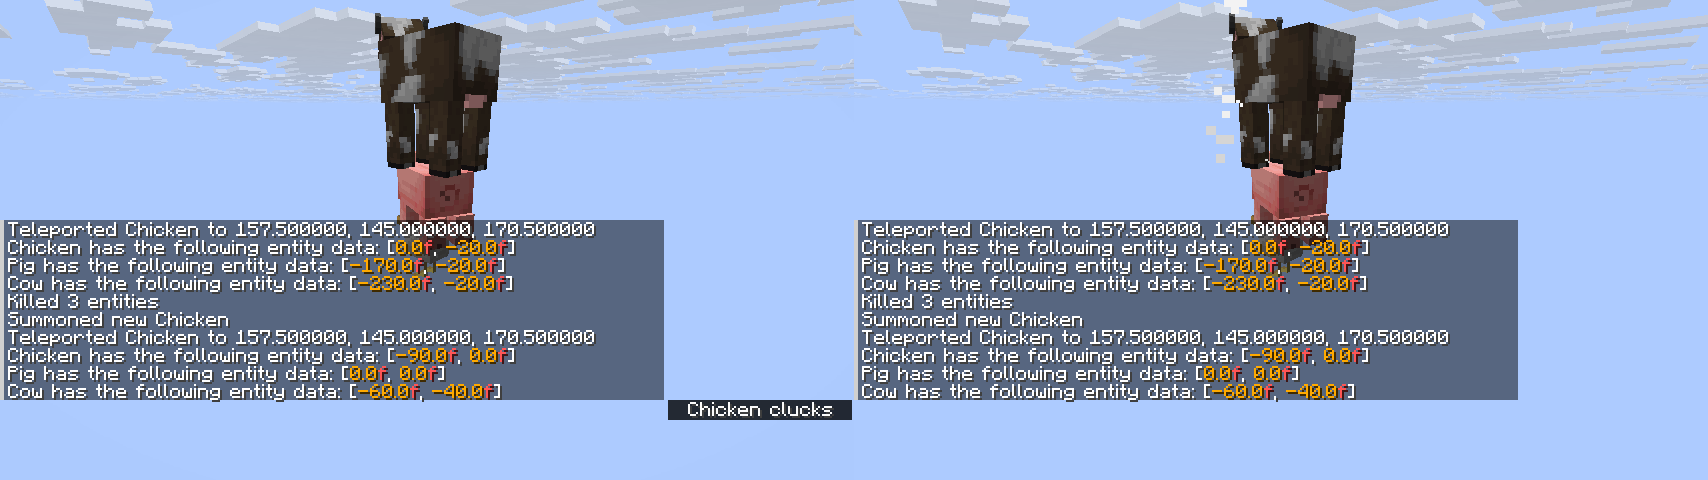 Teleported Chicken to 157.500000, 145.000000, 170.500000
Chicken has the following entity data: [0.0f, -20.0f]
Pig has the following entity data: [-170.0f, -20.0f]
Cow has the following entity data: [-230.0f, -20.0f]
Killed 3 entities
Summoned new Chicken
Teleported Chicken to 157.500000, 145.000000, 170.500000
Chicken has the following entity data: [-90.0f, 0.0f]
Pig has the following entity data: [0.0f, 0.0f]
Cow has the following entity data: [-60.0f, -40.0f]
Chicken clucks
Teleported Chicken to 157.500000, 145.000000, 170.500000
Chicken has the following entity data: [0.0f, -20.0f]
Pig has the following entity data: [-170.0f, -20.0f]
Cow has the following entity data: [-230.0f, -20.0f]
Killed 3 entities
Summoned new Chicken
Teleported Chicken to 157.500000, 145.000000, 170.500000
Chicken has the following entity data: [-90.0f, 0.0f]
Pig has the following entity data: [0.0f, 0.0f]
Cow has the following entity data: [-60.0f, -40.0f]